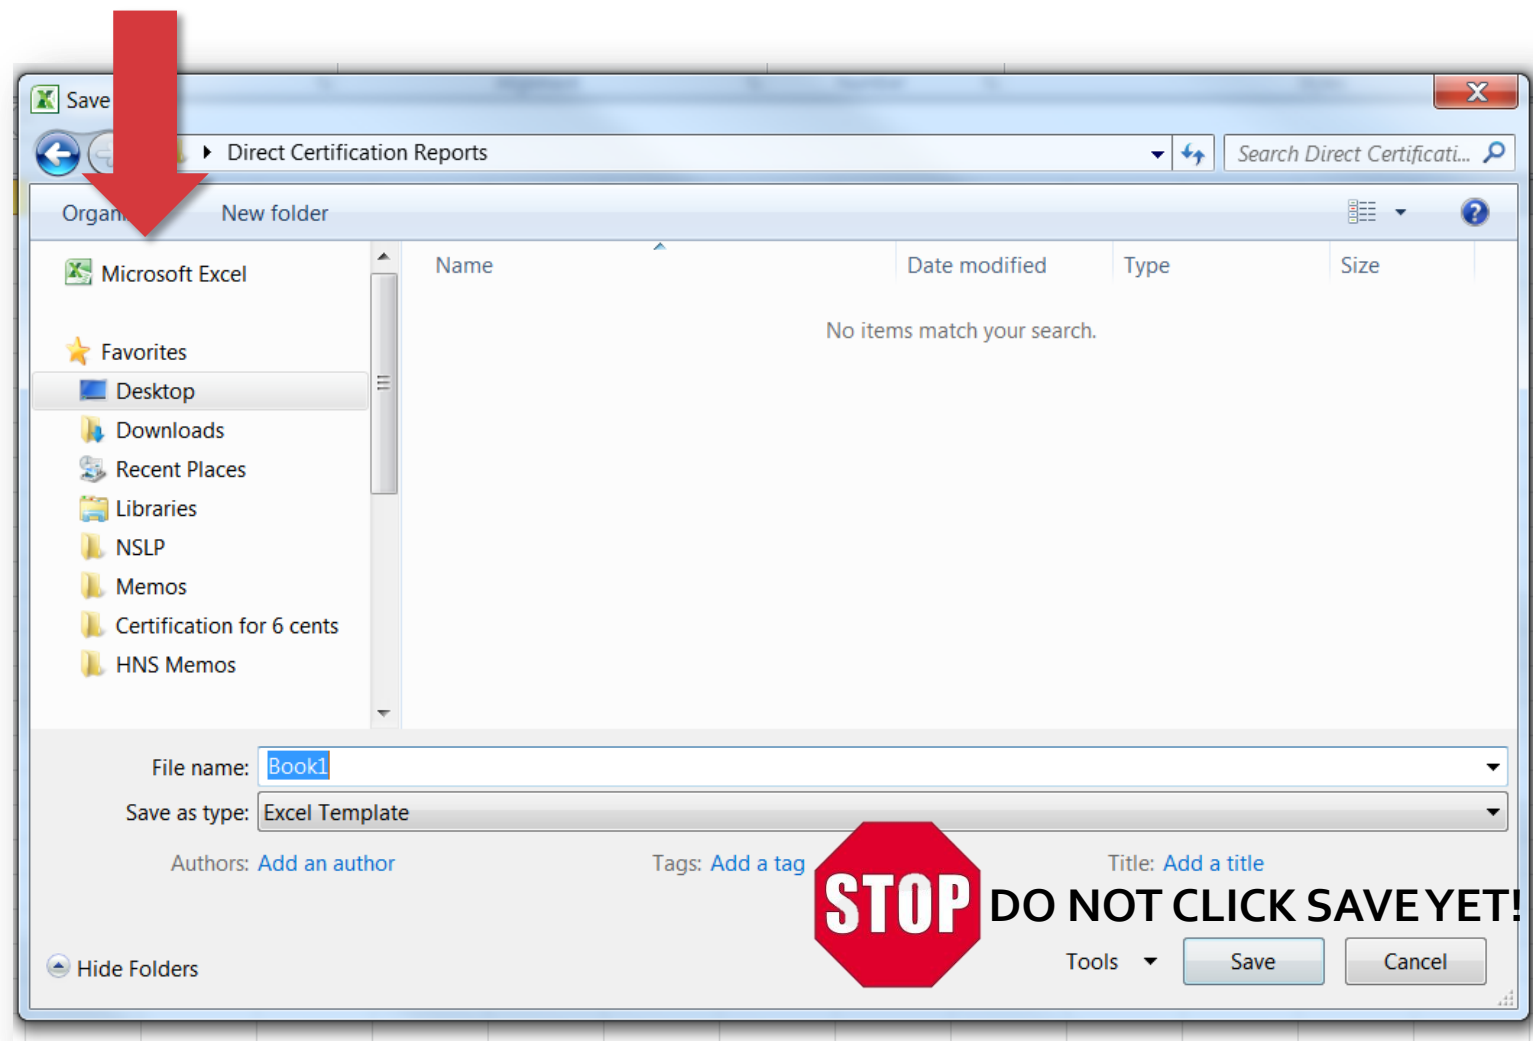 Save
Direct Certification Reports
Search Direct Certificati...
Organi
New folder
Microsoft Excel
Name
Date modified
Type
Size
No items match your search.
Favorites
Desktop
Downloads
Recent Places
Libraries
NSLP
Memos
Certification for 6 cents
HNS Memos
File name: Book1
Save as type: Excel Template
Authors: Add an author
Tags: Add a tag
Title: Add a title
STOP DO NOT CLICK SAVE YET!
Hide Folders
Tools
Save
Cancel